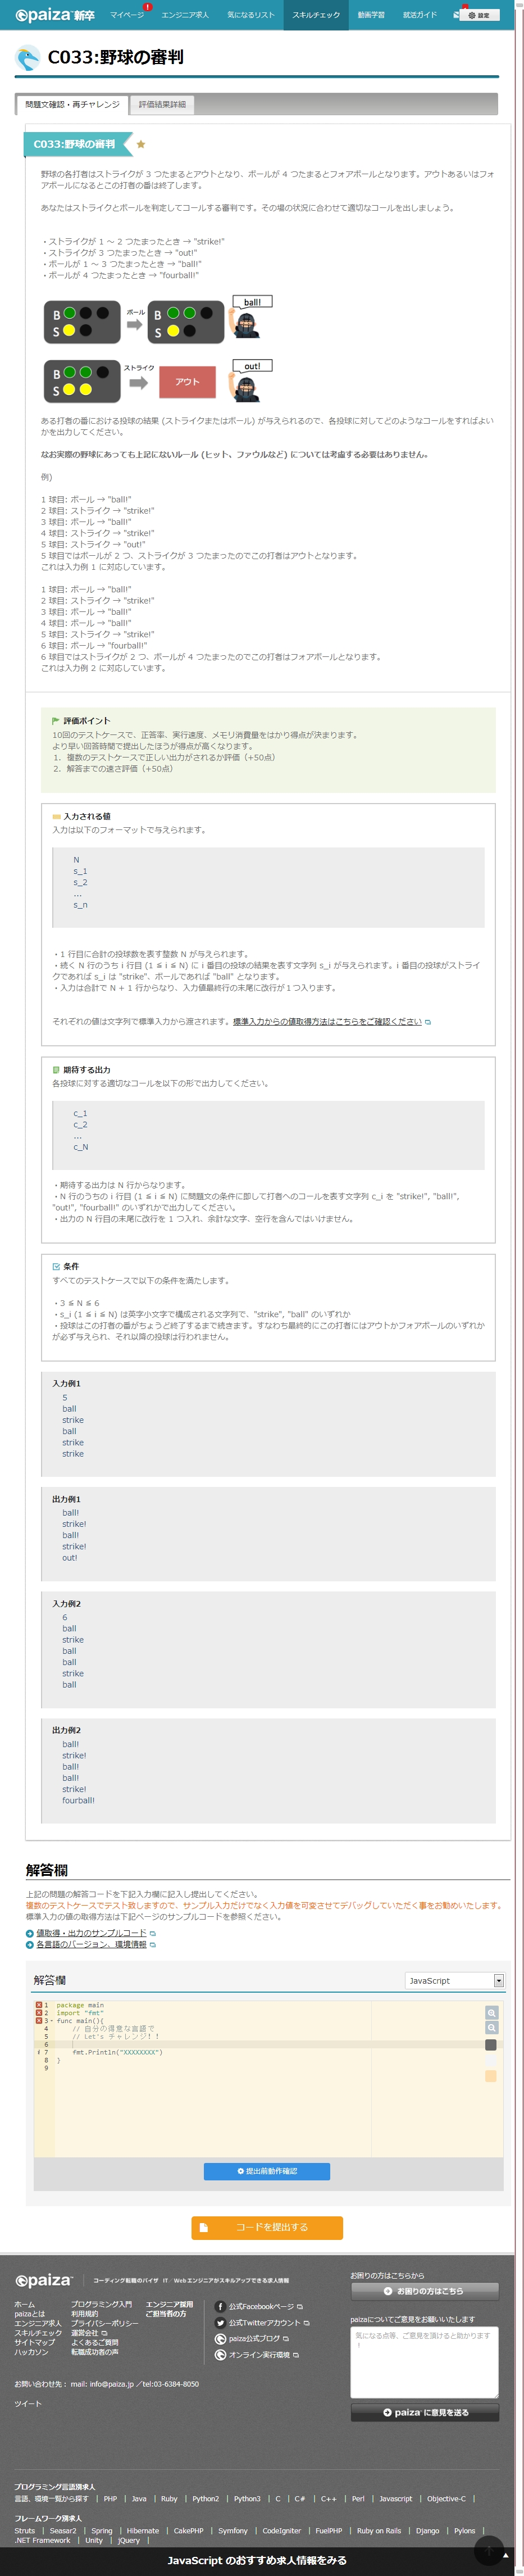 paiza 新卒
マイページ
!
エンジニア求人
気になるリスト
スキルチェック
動画学習
就活ガイド
設定
C033:野球の審判
問題文確認・再チャレンジ
評価結果詳細
C033:野球の審判
野球の各打者はストライクが 3 つたまるとアウトとなり、ボールが 4 つたまるとフォアボールとなります。アウトあるいはフォ
アボールになるとこの打者の番は終了します。
あなたはストライクとボールを判定してコールする審判です。その場の状況に合わせて適切なコールを出しましょう。
・ストライクが 1 ～ 2 つたまったとき → "strike!"
・ストライクが 3 つたまったとき → "out!"
・ボールが 1 ～ 3 つたまったとき → "ball!"
・ボールが 4 つたまったとき → "fourball!"
B
S
ボール
B
S
ball!
B
S
ストライク
アウト
out!
ある打者の番における投球の結果 (ストライクまたはボール) が与えられるので、各投球に対してどのようなコールをすればよい
かを出力してください。
なお実際の野球にあっても上記にないルール (ヒット、ファウルなど) については考慮する必要はありません。
例)
1 球目: ボール → "ball!"
2 球目: ストライク → "strike!"
3 球目: ボール → "ball!"
4 球目: ストライク → "strike!"
5 球目: ストライク → "out!"
5 球目ではボールが 2 つ、ストライクが 3 つたまったのでこの打者はアウトとなります。
これは入力例 1 に対応しています。
1 球目: ボール → "ball!"
2 球目: ストライク → "strike!"
3 球目: ボール → "ball!"
4 球目: ボール → "ball!"
5 球目: ストライク → "strike!"
6 球目: ボール → "fourball!"
6 球目ではストライクが 2 つ、ボールが 4 つたまったのでこの打者はフォアボールとなります。
これは入力例 2 に対応しています。
評価ポイント
10回のテストケースで、正答率、実行速度、メモリ消費量をはかり得点が決まります。
より早い回答時間で提出したほうが得点が高くなります。
1. 複数のテストケースで正しい出力がされるか評価（+50点）
2. 解答までの速さ評価（+50点）
入力される値
入力は以下のフォーマットで与えられます。
N
s_1
s_2
...
s_n
・1 行目に合計の投球数を表す整数 N が与えられます。
・続く N 行のうち i 行目 (1 ≦ i ≦ N) に i 番目の投球の結果を表す文字列 s_i が与えられます。i 番目の投球がストライ
クであれば s_i は "strike"、ボールであれば "ball" となります。
・入力は合計で N + 1 行からなり、入力値最終行の末尾に改行が１つ入ります。
それぞれの値は文字列で標準入力から渡されます。標準入力からの値取得方法はこちらをご確認ください
期待する出力
各投球に対する適切なコールを以下の形で出力してください。
c_1
c_2
...
c_N
・期待する出力は N 行からなります。
・N 行のうちの i 行目 (1 ≦ i ≦ N) に問題文の条件に即して打者へのコールを表す文字列 c_i を "strike!", "ball!",
"out!", "fourball!" のいずれかで出力してください。
・出力の N 行目の末尾に改行を 1 つ入れ、余計な文字、空行を含んではいけません。
条件
すべてのテストケースで以下の条件を満たします。
・3 ≦ N ≦ 6
・s_i (1 ≦ i ≦ N) は英字小文字で構成される文字列で、"strike", "ball" のいずれか
・投球はこの打者の番がちょうど終了するまで続きます。すなわち最終的にこの打者にはアウトかフォアボールのいずれか
が必ず与えられ、それ以降の投球は行われません。
入力例1
5
ball
strike
ball
strike
strike
出力例1
ball!
strike!
ball!
strike!
out!
入力例2
6
ball
strike
ball
ball
strike
ball
出力例2
ball!
strike!
ball!
ball!
strike!
fourball!
解答欄
上記の問題の解答コードを下記入力欄に記入し提出してください。
複数のテストケースでテスト致しますので、サンプル入力だけでなく入力値を可変させてデバッグしていただく事をお勧めいたします。
標準入力の値の取得方法は下記ページのサンプルコードを参照ください。
値取得・出力のサンプルコード
各言語のバージョン、環境情報
解答欄
JavaScript
1 package main
2 import "fmt"
3 func main(){
4 // 自分の得意な言語で
5 // Let's チャレンジ！！
6
7 fmt.Println("XXXXXXXX")
8 }
9
提出前動作確認
コードを提出する
paiza
コーディング転職のパイザ IT／Webエンジニアがスキルアップできる求人情報
お困りの方はこちらから
お困りの方はこちら
ホーム
paizaとは
エンジニア求人
スキルチェック
サイトマップ
ハッカソン
プログラミング入門
利用規約
プライバシーポリシー
運営会社
よくあるご質問
転職成功者の声
エンジニア採用
ご担当者の方
公式Facebookページ
公式Twitterアカウント
paiza公式ブログ
オンライン実行環境
paizaについてご意見をお願いいたします
気になる点等、ご意見を頂けると助かります
！
paiza に意見を送る
お問い合わせ先： mail: info@paiza.jp ／tel:03-6384-8050
ツイート
プログラミング言語別求人
言語、環境一覧から探す | PHP | Java | Ruby | Python2 | Python3 | C | C# | C++ | Perl | Javascript | Objective-C |
フレームワーク別求人
Struts | Seasar2 | Spring | Hibernate | CakePHP | Symfony | CodeIgniter | FuelPHP | Ruby on Rails | Django | Pylons |
.NET Framework | Unity | jQuery |
JavaScript のおすすめ求人情報をみる